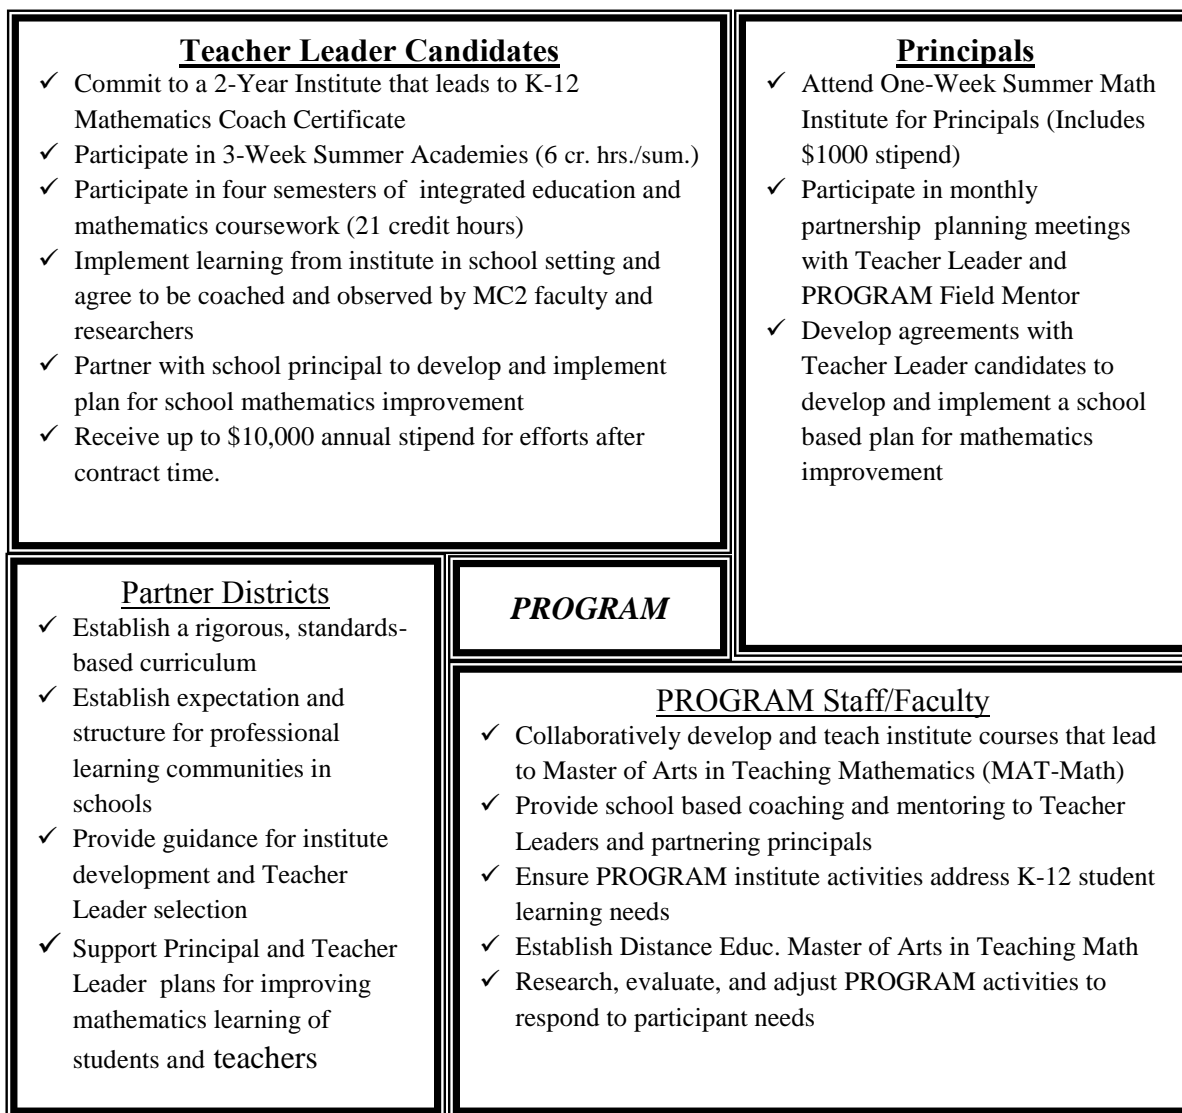 Teacher Leader Candidates
✓ Commit to a 2-Year Institute that leads to K-12
Mathematics Coach Certificate
✓ Participate in 3-Week Summer Academies (6 cr. hrs./sum.)
✓ Participate in four semesters of integrated education and
mathematics coursework (21 credit hours)
✓ Implement learning from institute in school setting and
agree to be coached and observed by MC2 faculty and
researchers
✓ Partner with school principal to develop and implement
plan for school mathematics improvement
✓ Receive up to $10,000 annual stipend for efforts after
contract time.
Principals
✓ Attend One-Week Summer Math
Institute for Principals (Includes
$1000 stipend)
✓ Participate in monthly
partnership planning meetings
with Teacher Leader and
PROGRAM Field Mentor
✓ Develop agreements with
Teacher Leader candidates to
develop and implement a school
based plan for mathematics
improvement
Partner Districts
✓ Establish a rigorous, standards-
based curriculum
✓ Establish expectation and
structure for professional
learning communities in
schools
✓ Provide guidance for institute
development and Teacher
Leader selection
✓ Support Principal and Teacher
Leader plans for improving
mathematics learning of
students and teachers
PROGRAM
PROGRAM Staff/Faculty
✓ Collaboratively develop and teach institute courses that lead
to Master of Arts in Teaching Mathematics (MAT-Math)
✓ Provide school based coaching and mentoring to Teacher
Leaders and partnering principals
✓ Ensure PROGRAM institute activities address K-12 student
learning needs
✓ Establish Distance Educ. Master of Arts in Teaching Math
✓ Research, evaluate, and adjust PROGRAM activities to
respond to participant needs